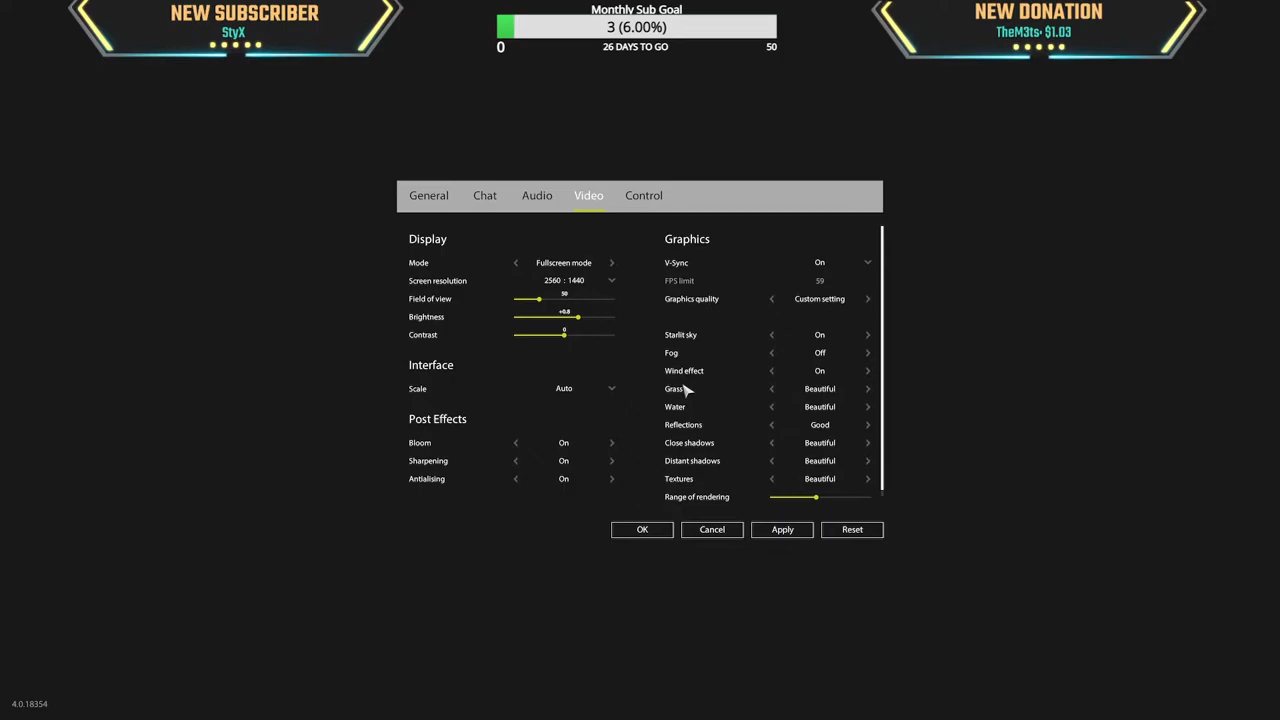 NEW SUBSCRIBER
StyX
Monthly Sub Goal
3 (6.00%)
0
26 DAYS TO GO
50
NEW DONATION
TheM3ts· $1.03
General Chat Audio Video Control
Display
Mode Fullscreen mode
Screen resolution 2560 : 1440
Field of view 50
Brightness +0.8
Contrast 0
Interface
Scale Auto
Post Effects
Bloom On
Sharpening On
Antialising On
Graphics
V-Sync On
FPS limit 59
Graphics quality Custom setting
Starlit sky On
Fog Off
Wind effect On
Grass Beautiful
Water Beautiful
Reflections Good
Close shadows Beautiful
Distant shadows Beautiful
Textures Beautiful
Range of rendering
OK Cancel Apply Reset
4.0.18354